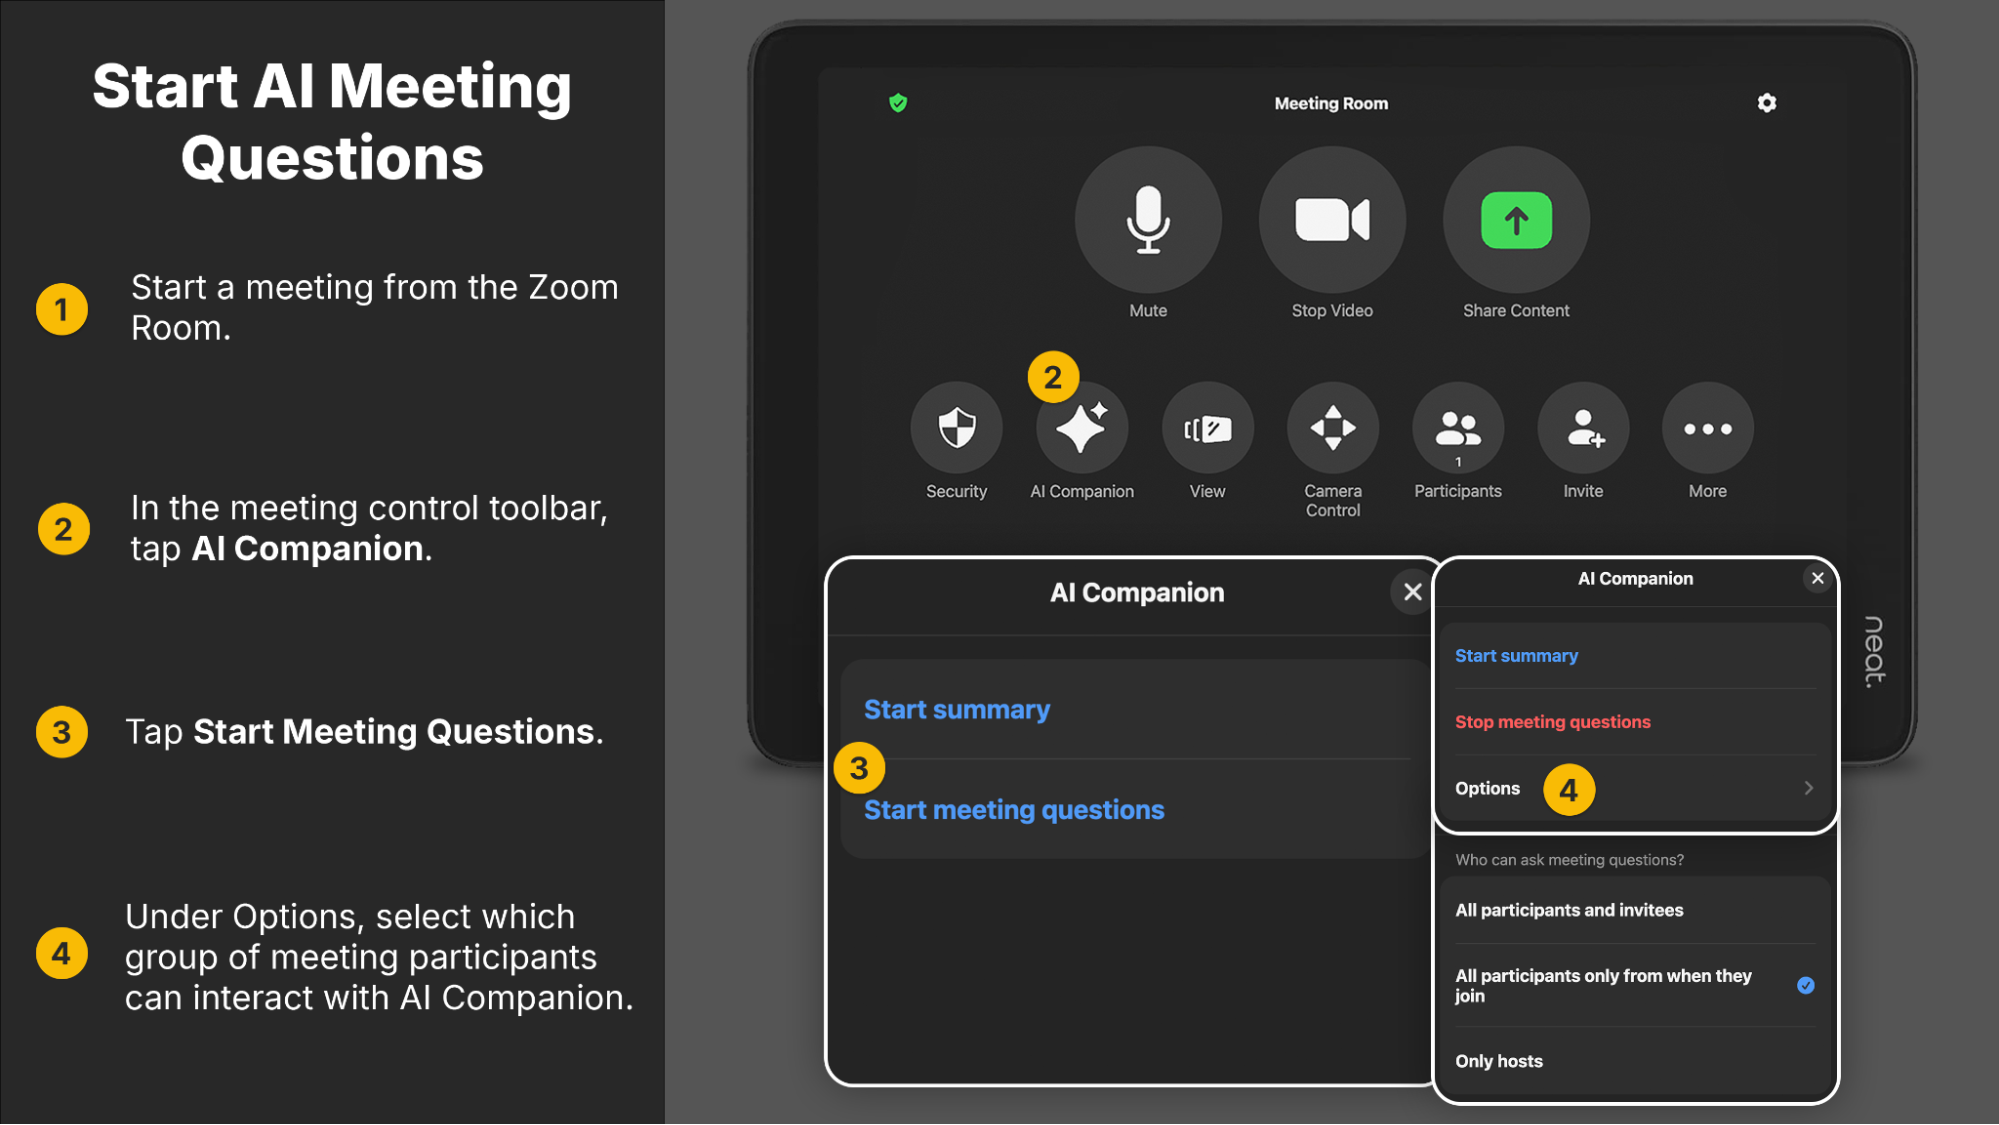 Start AI Meeting
Questions
1
Start a meeting from the Zoom
Room.
2
In the meeting control toolbar,
tap AI Companion.
3
Tap Start Meeting Questions.
4
Under Options, select which
group of meeting participants
can interact with AI Companion.
Meeting Room
Mute
Stop Video
Share Content
2
1
Security
AI Companion
View
Camera
Control
Participants
Invite
More
AI Companion
Start summary
3
Start meeting questions
AI Companion
Start summary
Stop meeting questions
Options
4
Who can ask meeting questions?
All participants and invitees
All participants only from when they
join
Only hosts
neat.